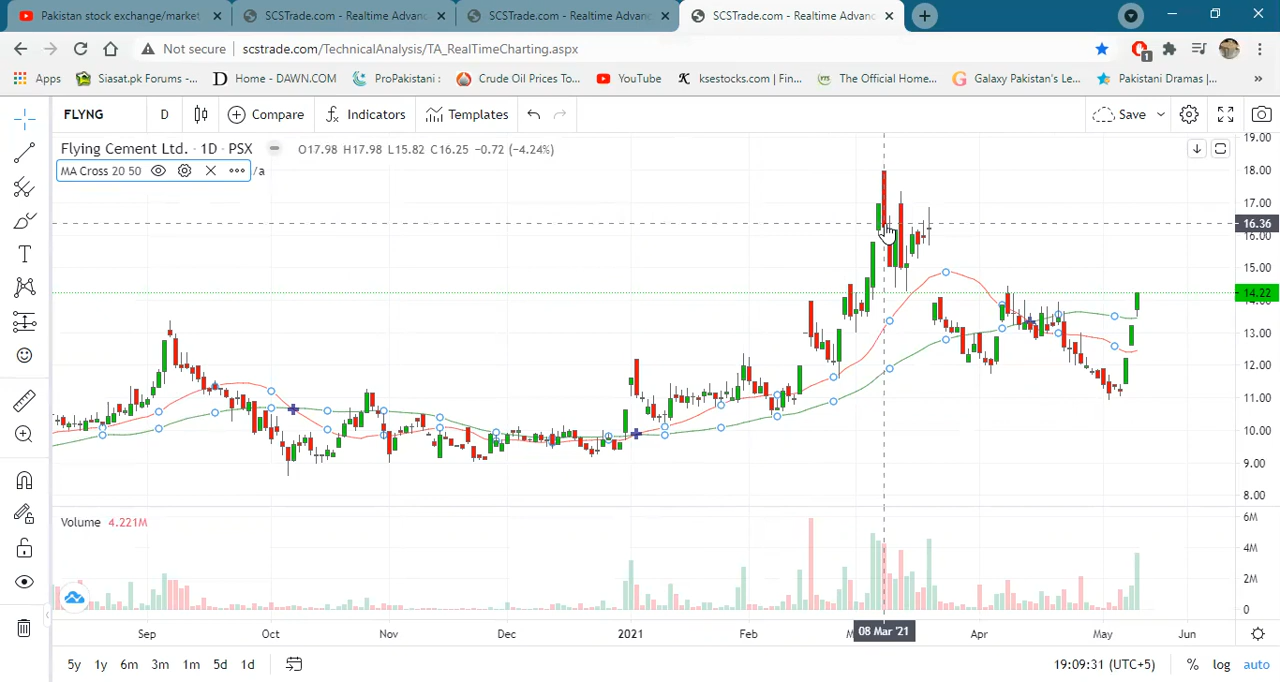 Pakistan stock exchange/market
SCSTrade.com - Realtime Advanc
SCSTrade.com - Realtime Advanc
SCSTrade.com - Realtime Advanc
Not secure
scstrade.com/TechnicalAnalysis/TA_RealTimeCharting.aspx
1
Apps
Siasat.pk Forums -...
Home - DAWN.COM
ProPakistani :
Crude Oil Prices To...
YouTube
ksestocks.com | Fin...
The Official Home...
Galaxy Pakistan's Le...
Pakistani Dramas |...
»
FLYNG
D
Compare
Indicators
Templates
Save
Flying Cement Ltd. · 1D · PSX
O17.98 H17.98 L15.82 C16.25 -0.72 (-4.24%)
MA Cross 20 50
/a
19.00
18.00
17.00
16.36
16.00
15.00
14.22
14.00
13.00
12.00
11.00
10.00
9.00
8.00
Volume 4.221M
6M
4M
2M
0
Sep
Oct
Nov
Dec
2021
Feb
08 Mar '21
Apr
May
Jun
5y
1y
6m
3m
1m
5d
1d
19:09:31 (UTC+5)
%
log
auto